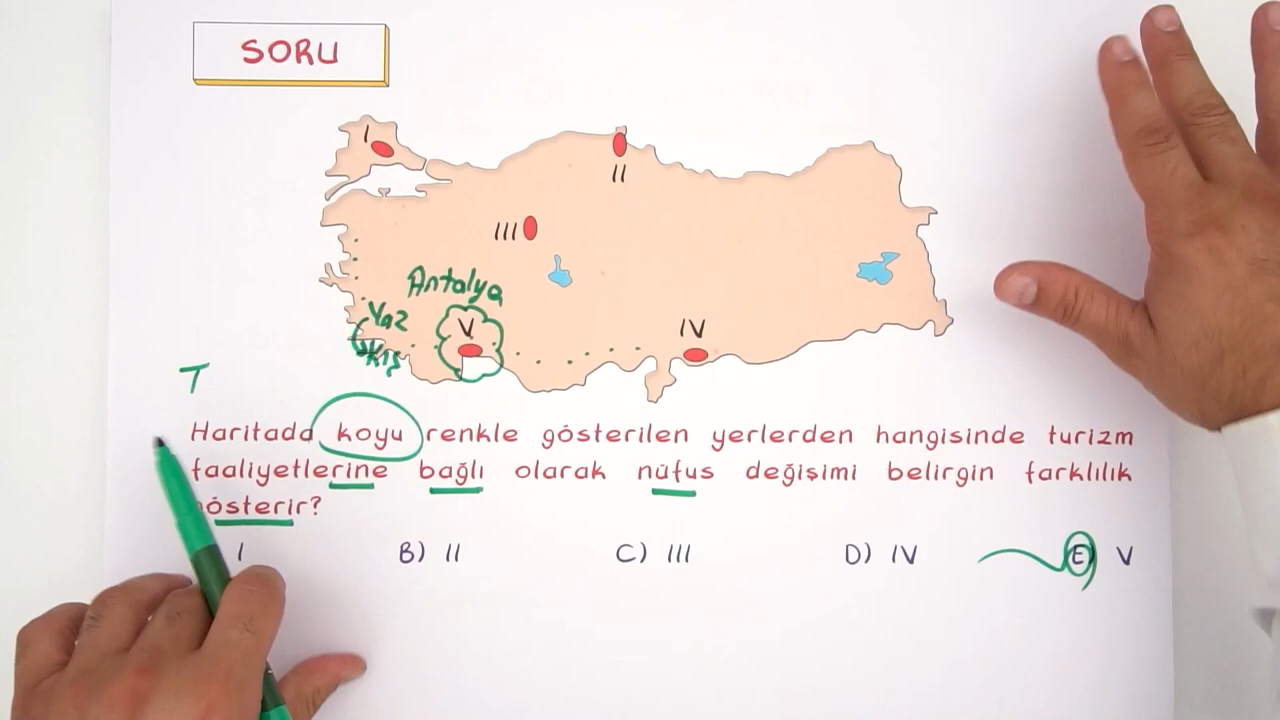 SORU
I
II
III
Antalya
Yaz
V
IV
Kış
T
Haritada koyu renkle gösterilen yerlerden hangisinde turizm
faaliyetlerine bağlı olarak nüfus değişimi belirgin farklılık
gösterir?
I B) II C) III D) IV E) V